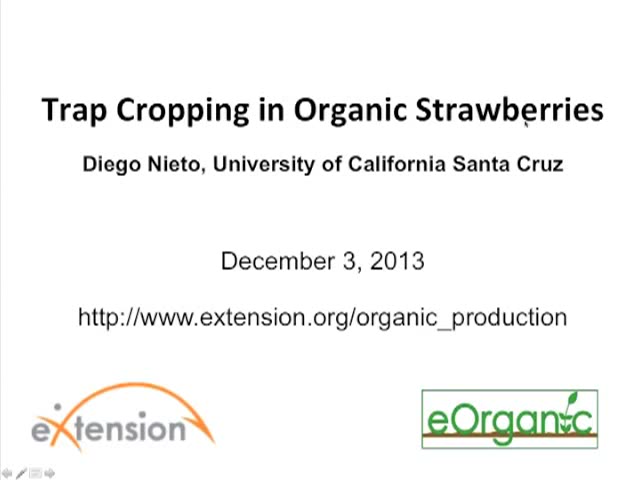 Trap Cropping in Organic Strawberries
Diego Nieto, University of California Santa Cruz
December 3, 2013
http://www.extension.org/organic_production
eXtension
eOrganic